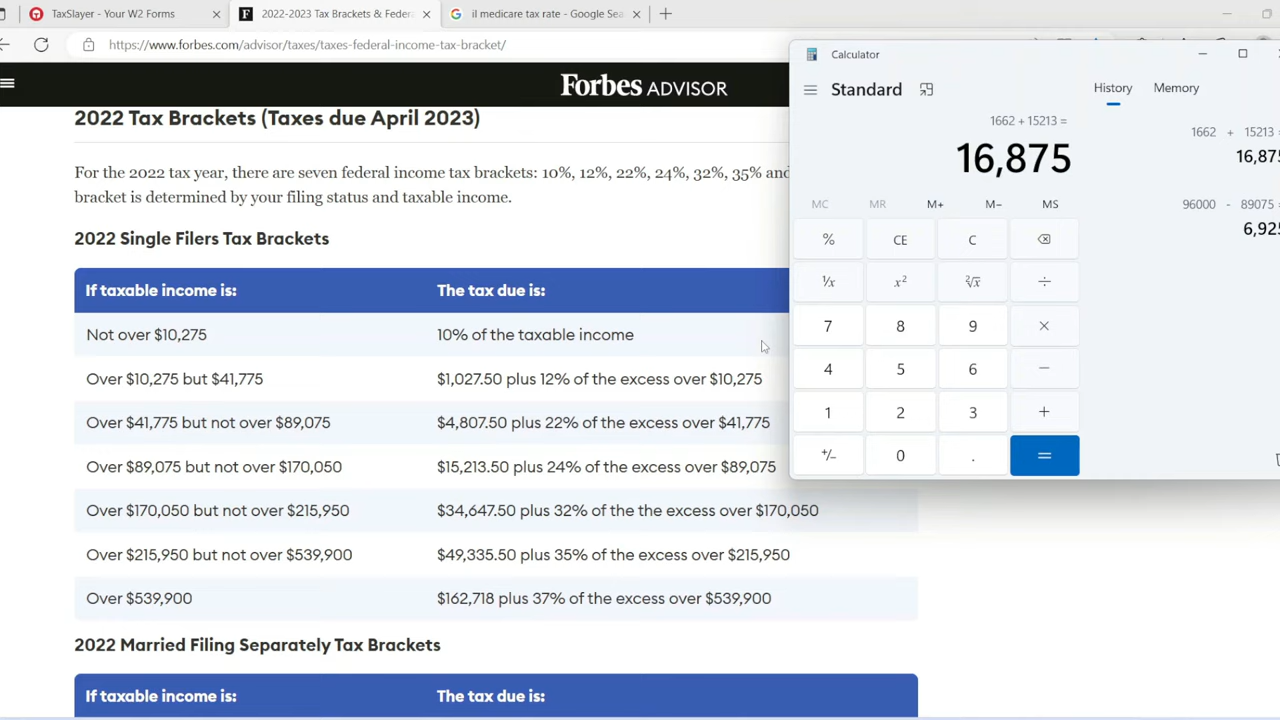 TaxSlayer - Your W2 Forms
2022-2023 Tax Brackets & Federa
il medicare tax rate - Google Sea
https://www.forbes.com/advisor/taxes/taxes-federal-income-tax-bracket/
Forbes ADVISOR
2022 Tax Brackets (Taxes due April 2023)
For the 2022 tax year, there are seven federal income tax brackets: 10%, 12%, 22%, 24%, 32%, 35% and
bracket is determined by your filing status and taxable income.
2022 Single Filers Tax Brackets
If taxable income is: The tax due is:
Not over $10,275 10% of the taxable income
Over $10,275 but $41,775 $1,027.50 plus 12% of the excess over $10,275
Over $41,775 but not over $89,075 $4,807.50 plus 22% of the excess over $41,775
Over $89,075 but not over $170,050 $15,213.50 plus 24% of the excess over $89,075
Over $170,050 but not over $215,950 $34,647.50 plus 32% of the the excess over $170,050
Over $215,950 but not over $539,900 $49,335.50 plus 35% of the excess over $215,950
Over $539,900 $162,718 plus 37% of the excess over $539,900
2022 Married Filing Separately Tax Brackets
If taxable income is: The tax due is:
Calculator
Standard
History Memory
1662 + 15213 =
16,875
MC MR M+ M− MS
% CE C
¹/x x² ²√x ÷
7 8 9 ×
4 5 6 −
1 2 3 +
+/− 0 . =
1662 + 15213 =
16,875
96000 - 89075 =
6,925